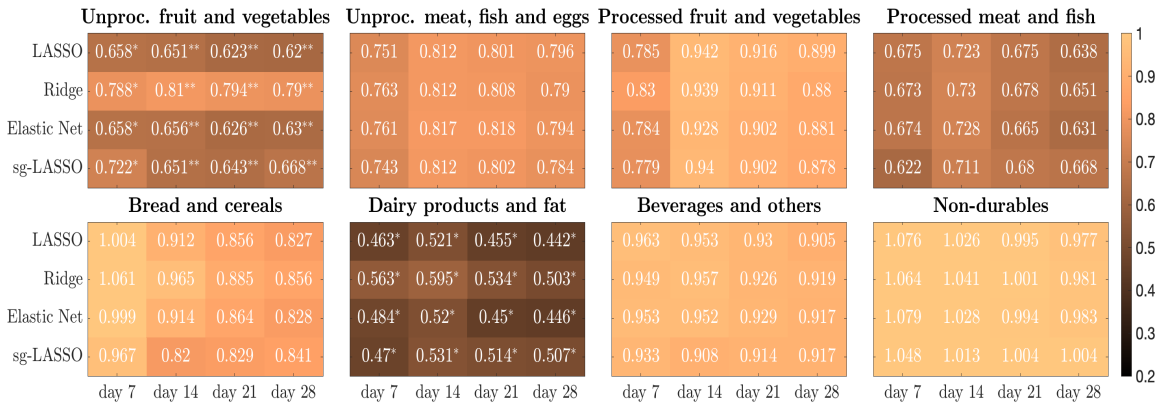 Unproc. fruit and vegetables Unproc. meat, fish and eggs Processed fruit and vegetables Processed meat and fish
LASSO 0.658* 0.651** 0.623** 0.62** 0.751 0.812 0.801 0.796 0.785 0.942 0.916 0.899 0.675 0.723 0.675 0.638
Ridge 0.788* 0.81** 0.794** 0.79** 0.763 0.812 0.808 0.79 0.83 0.939 0.911 0.88 0.673 0.73 0.678 0.651
Elastic Net 0.658* 0.656** 0.626** 0.63** 0.761 0.817 0.818 0.794 0.784 0.928 0.902 0.881 0.674 0.728 0.665 0.631
sg-LASSO 0.722* 0.651** 0.643** 0.668** 0.743 0.812 0.802 0.784 0.779 0.94 0.902 0.878 0.622 0.711 0.68 0.668
Bread and cereals Dairy products and fat Beverages and others Non-durables
LASSO 1.004 0.912 0.856 0.827 0.463* 0.521* 0.455* 0.442* 0.963 0.953 0.93 0.905 1.076 1.026 0.995 0.977
Ridge 1.061 0.965 0.885 0.856 0.563* 0.595* 0.534* 0.503* 0.949 0.957 0.926 0.919 1.064 1.041 1.001 0.981
Elastic Net 0.999 0.914 0.864 0.828 0.484* 0.52* 0.45* 0.446* 0.953 0.952 0.929 0.917 1.079 1.028 0.994 0.983
sg-LASSO 0.967 0.82 0.829 0.841 0.47* 0.531* 0.514* 0.507* 0.933 0.908 0.914 0.917 1.048 1.013 1.004 1.004
day 7 day 14 day 21 day 28 day 7 day 14 day 21 day 28 day 7 day 14 day 21 day 28 day 7 day 14 day 21 day 28
1
0.9
0.8
0.7
0.6
0.5
0.4
0.3
0.2